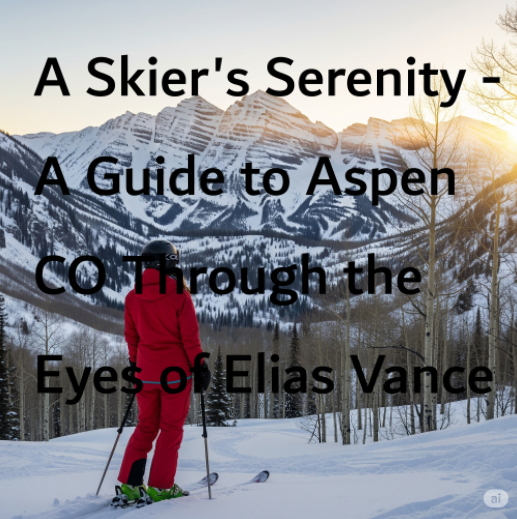 A Skier's Serenity -
A Guide to Aspen
CO Through the
Eyes of Elias Vance
ai